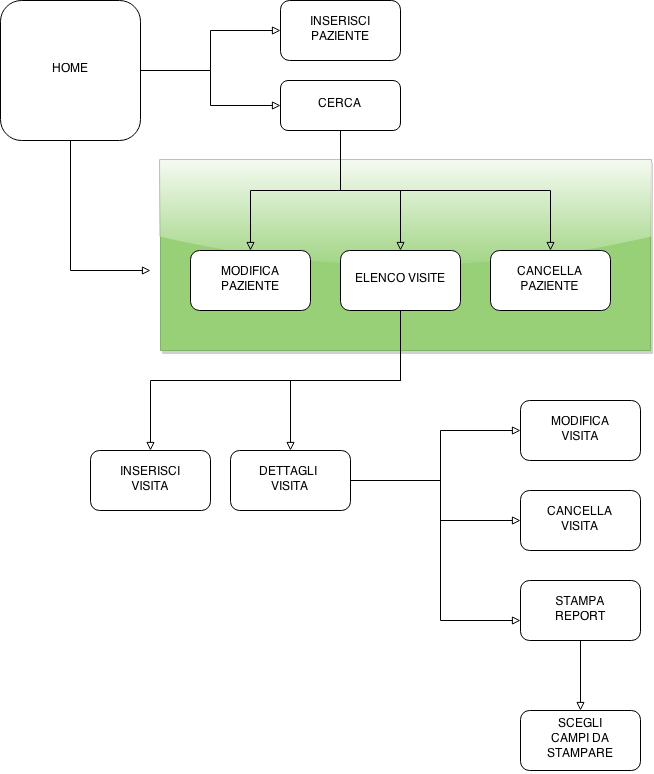 HOME
INSERISCI
PAZIENTE
CERCA
MODIFICA
PAZIENTE
ELENCO VISITE
CANCELLA
PAZIENTE
INSERISCI
VISITA
DETTAGLI
VISITA
MODIFICA
VISITA
CANCELLA
VISITA
STAMPA
REPORT
SCEGLI
CAMPI DA
STAMPARE